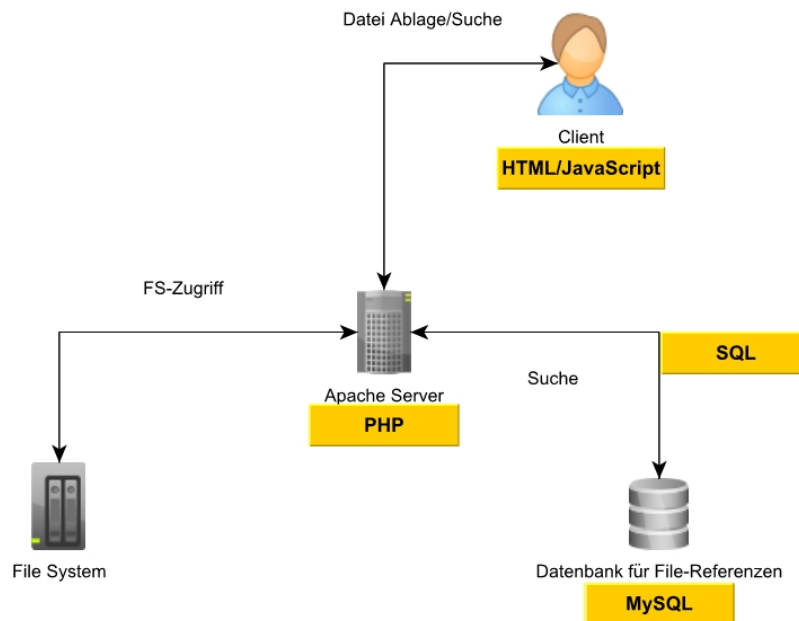 Datei Ablage/Suche
Client
HTML/JavaScript
FS-Zugriff
SQL
Suche
Apache Server
PHP
File System
Datenbank für File-Referenzen
MySQL